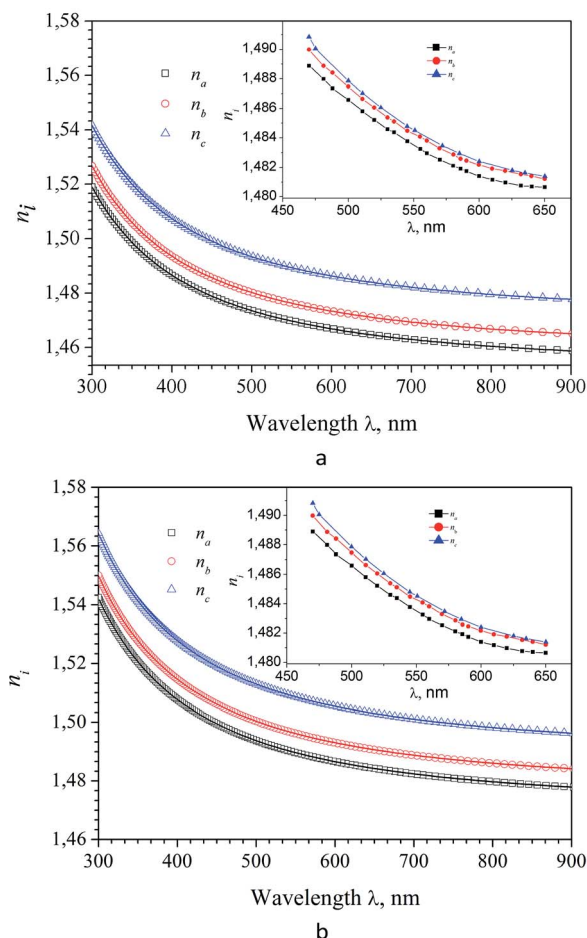 1,58
1,56
1,54
1,52
1,50
1,48
1,46
n_i
n_a
n_b
n_c
1,490
1,488
1,486
1,484
1,482
1,480
n_i
n_a
n_b
n_c
450 500 550 600 650
λ, nm
300 400 500 600 700 800 900
Wavelength λ, nm
a
1,58
1,56
1,54
1,52
1,50
1,48
1,46
n_i
n_a
n_b
n_c
1,490
1,488
1,486
1,484
1,482
1,480
n_i
n_a
n_b
n_c
450 500 550 600 650
λ, nm
300 400 500 600 700 800 900
Wavelength λ, nm
b